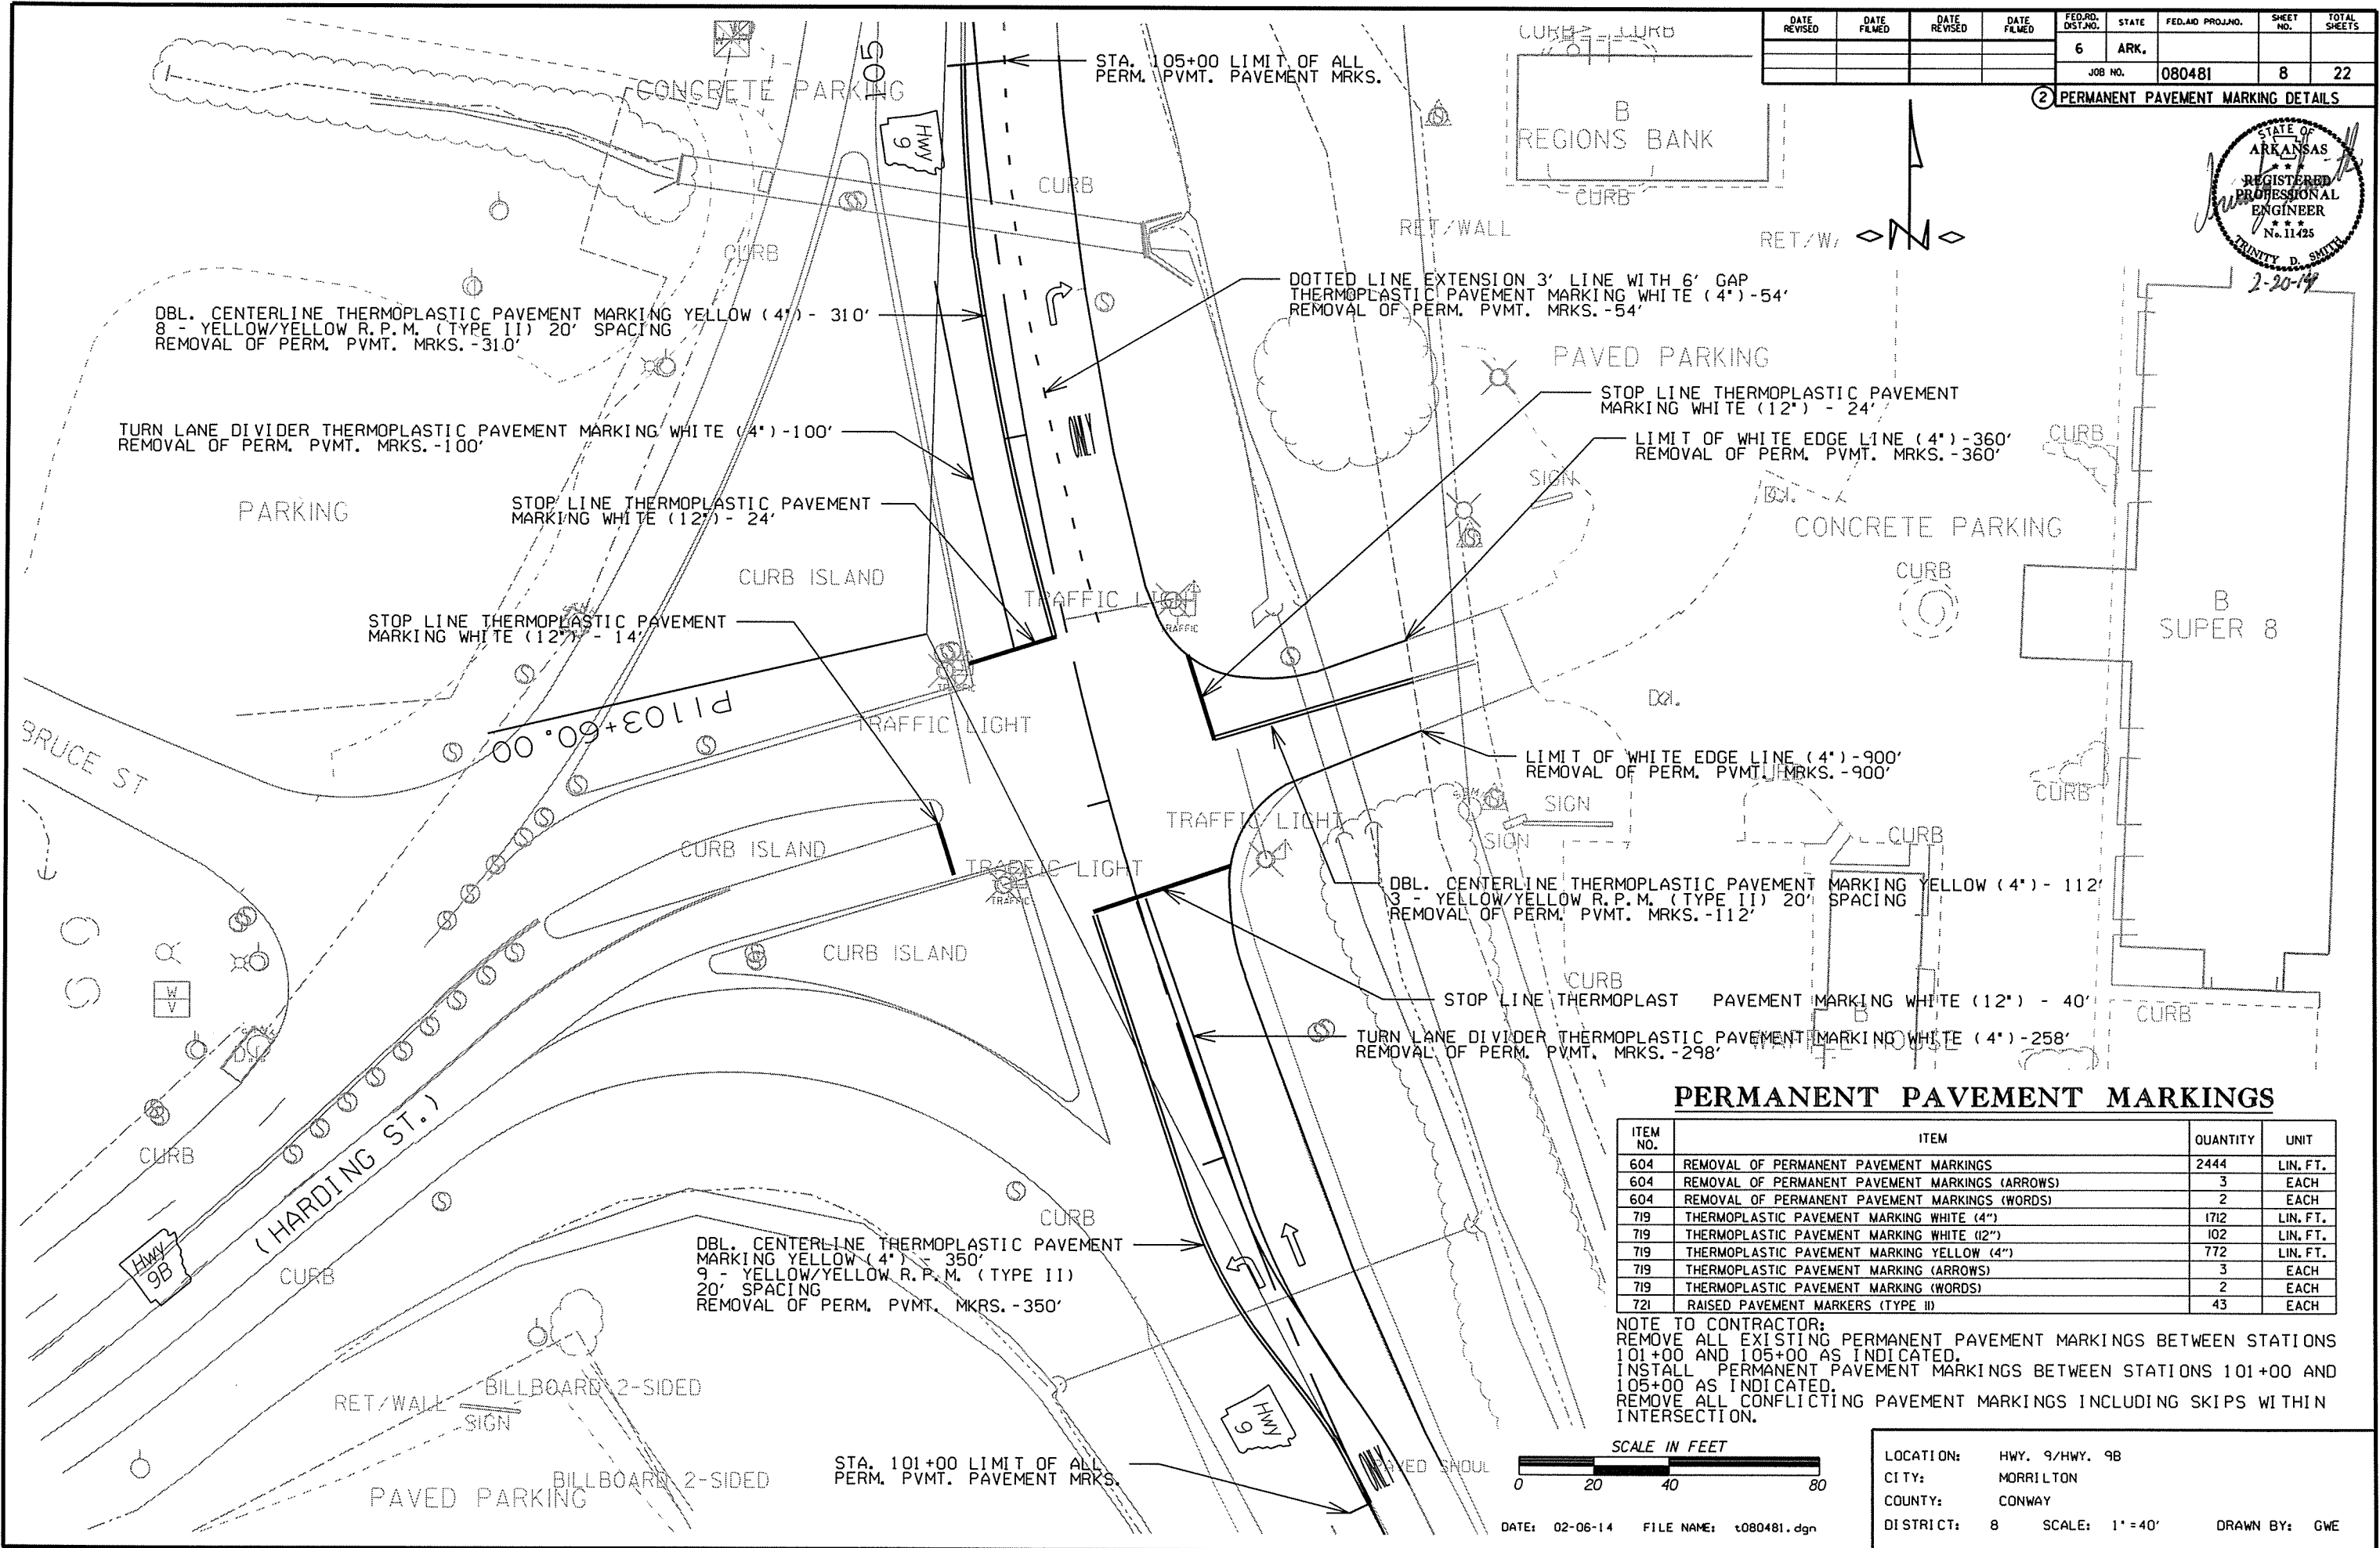 DATE REVISED
DATE FILMED
DATE REVISED
DATE FILMED
FED.RD. DIST.NO.
STATE
FED.AID PROJ.NO.
SHEET NO.
TOTAL SHEETS
6
ARK.
JOB NO.
080481
8
22
2 PERMANENT PAVEMENT MARKING DETAILS
STATE OF
ARKANSAS
REGISTERED
PROFESSIONAL
ENGINEER
No. 11425
TRINITY D. SMITH
N
105
STA. 105+00 LIMIT OF ALL
PERM. PVMT. PAVEMENT MRKS.
CURB
CURB
B
REGIONS BANK
CURB
CONCRETE PARKING
HWY
9
CURB
CURB
RET/WALL
RET/W
DBL. CENTERLINE THERMOPLASTIC PAVEMENT MARKING YELLOW (4") - 310'
8 - YELLOW/YELLOW R.P.M. (TYPE II) 20' SPACING
REMOVAL OF PERM. PVMT. MRKS.-310'
DOTTED LINE EXTENSION 3' LINE WITH 6' GAP
THERMOPLASTIC PAVEMENT MARKING WHITE (4")-54'
REMOVAL OF PERM. PVMT. MRKS.-54'
PAVED PARKING
STOP LINE THERMOPLASTIC PAVEMENT
MARKING WHITE (12") - 24'
TURN LANE DIVIDER THERMOPLASTIC PAVEMENT MARKING WHITE (4")-100'
REMOVAL OF PERM. PVMT. MRKS.-100'
ONLY
LIMIT OF WHITE EDGE LINE (4")-360'
REMOVAL OF PERM. PVMT. MRKS.-360'
CURB
SIGN
PARKING
STOP LINE THERMOPLASTIC PAVEMENT
MARKING WHITE (12") - 24'
CONCRETE PARKING
CURB
CURB ISLAND
TRAFFIC LIGHT
TRAFFIC
B
SUPER 8
STOP LINE THERMOPLASTIC PAVEMENT
MARKING WHITE (12") - 14'
TRAFFIC
PI103+60.00
TRAFFIC LIGHT
BRUCE ST
LIMIT OF WHITE EDGE LINE (4")-900'
REMOVAL OF PERM. PVMT. MRKS.-900'
CURB
CURB
TRAFFIC LIGHT
SIGN
SIGN
CURB
CURB ISLAND
TRAFFIC LIGHT
TRAFFIC
DBL. CENTERLINE THERMOPLASTIC PAVEMENT MARKING YELLOW (4") - 112'
3 - YELLOW/YELLOW R.P.M. (TYPE II) 20' SPACING
REMOVAL OF PERM. PVMT. MRKS.-112'
CURB ISLAND
CURB
W
V
STOP LINE THERMOPLAST PAVEMENT MARKING WHITE (12") - 40'
B
WAFFLE HOUSE
CURB
TURN LANE DIVIDER THERMOPLASTIC PAVEMENT MARKING WHITE (4")-258'
REMOVAL OF PERM. PVMT. MRKS.-298'
CURB
(HARDING ST.)
HWY
9B
CURB
CURB
DBL. CENTERLINE THERMOPLASTIC PAVEMENT
MARKING YELLOW (4") - 350'
9 - YELLOW/YELLOW R.P.M. (TYPE II)
20' SPACING
REMOVAL OF PERM. PVMT. MKRS.-350'
RET/WALL
SIGN
BILLBOARD 2-SIDED
BILLBOARD 2-SIDED
PAVED PARKING
HWY
9
ONLY
PAVED SHOUL
STA. 101+00 LIMIT OF ALL
PERM. PVMT. PAVEMENT MRKS.
PERMANENT PAVEMENT MARKINGS
ITEM NO. ITEM QUANTITY UNIT
604 REMOVAL OF PERMANENT PAVEMENT MARKINGS 2444 LIN. FT.
604 REMOVAL OF PERMANENT PAVEMENT MARKINGS (ARROWS) 3 EACH
604 REMOVAL OF PERMANENT PAVEMENT MARKINGS (WORDS) 2 EACH
719 THERMOPLASTIC PAVEMENT MARKING WHITE (4") 1712 LIN. FT.
719 THERMOPLASTIC PAVEMENT MARKING WHITE (12") 102 LIN. FT.
719 THERMOPLASTIC PAVEMENT MARKING YELLOW (4") 772 LIN. FT.
719 THERMOPLASTIC PAVEMENT MARKING (ARROWS) 3 EACH
719 THERMOPLASTIC PAVEMENT MARKING (WORDS) 2 EACH
721 RAISED PAVEMENT MARKERS (TYPE II) 43 EACH
NOTE TO CONTRACTOR:
REMOVE ALL EXISTING PERMANENT PAVEMENT MARKINGS BETWEEN STATIONS
101+00 AND 105+00 AS INDICATED.
INSTALL PERMANENT PAVEMENT MARKINGS BETWEEN STATIONS 101+00 AND
105+00 AS INDICATED.
REMOVE ALL CONFLICTING PAVEMENT MARKINGS INCLUDING SKIPS WITHIN
INTERSECTION.
SCALE IN FEET
0 20 40 80
DATE: 02-06-14 FILE NAME: t080481.dgn
LOCATION: HWY. 9/HWY. 9B
CITY: MORRILTON
COUNTY: CONWAY
DISTRICT: 8 SCALE: 1"=40' DRAWN BY: GWE